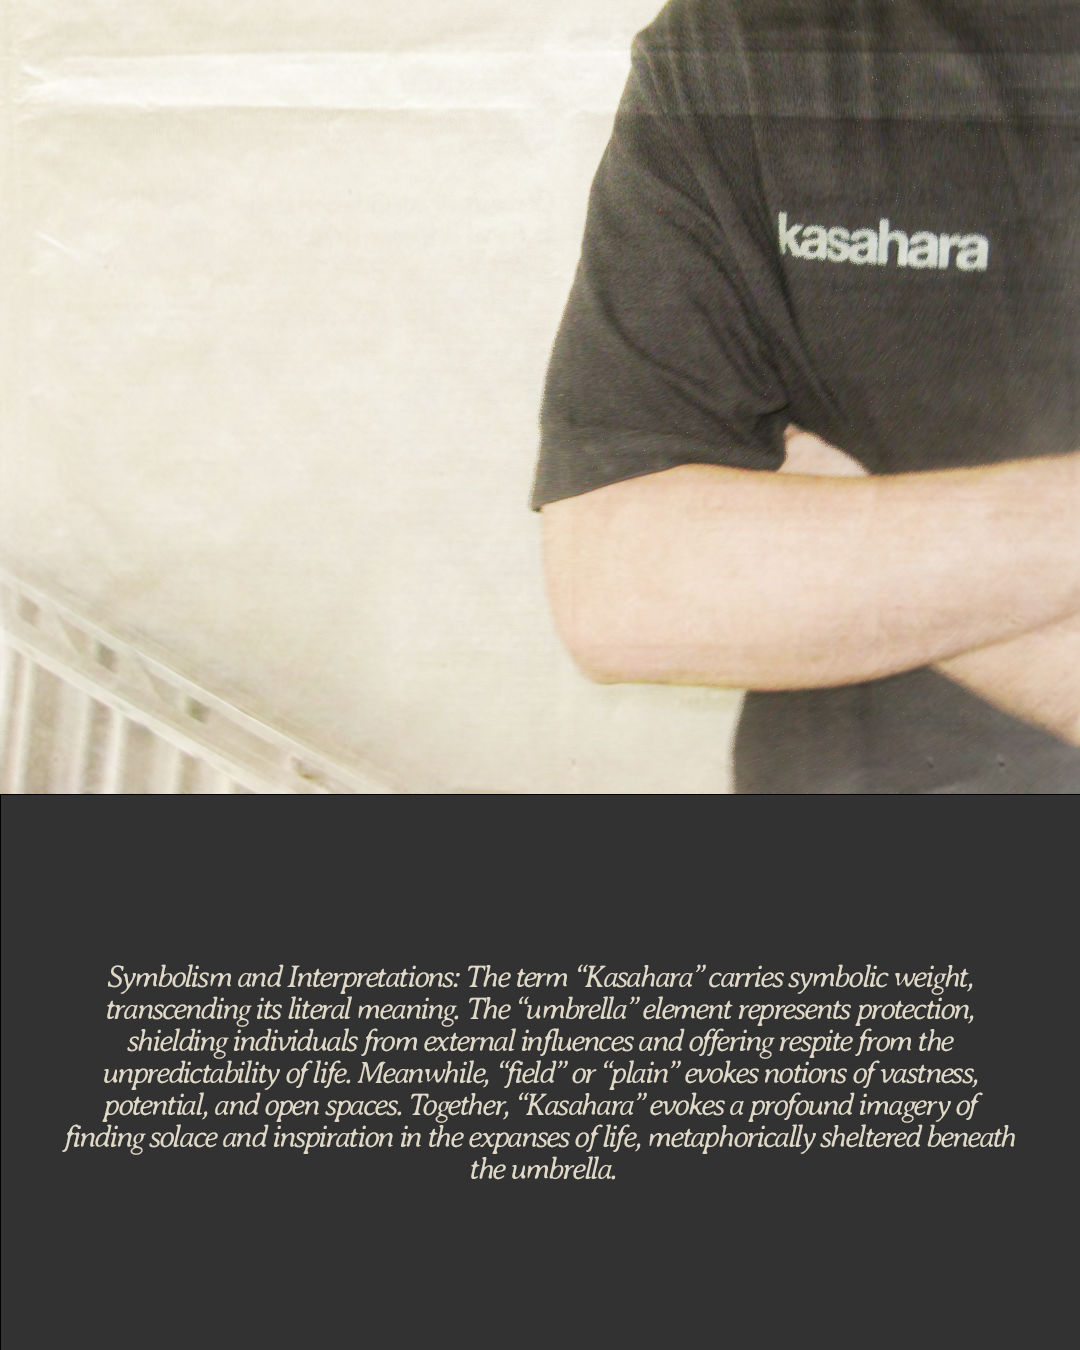 kasahara
Symbolism and Interpretations: The term “Kasahara” carries symbolic weight,
transcending its literal meaning. The “umbrella” element represents protection,
shielding individuals from external influences and offering respite from the
unpredictability of life. Meanwhile, “field” or “plain” evokes notions of vastness,
potential, and open spaces. Together, “Kasahara” evokes a profound imagery of
finding solace and inspiration in the expanses of life, metaphorically sheltered beneath
the umbrella.